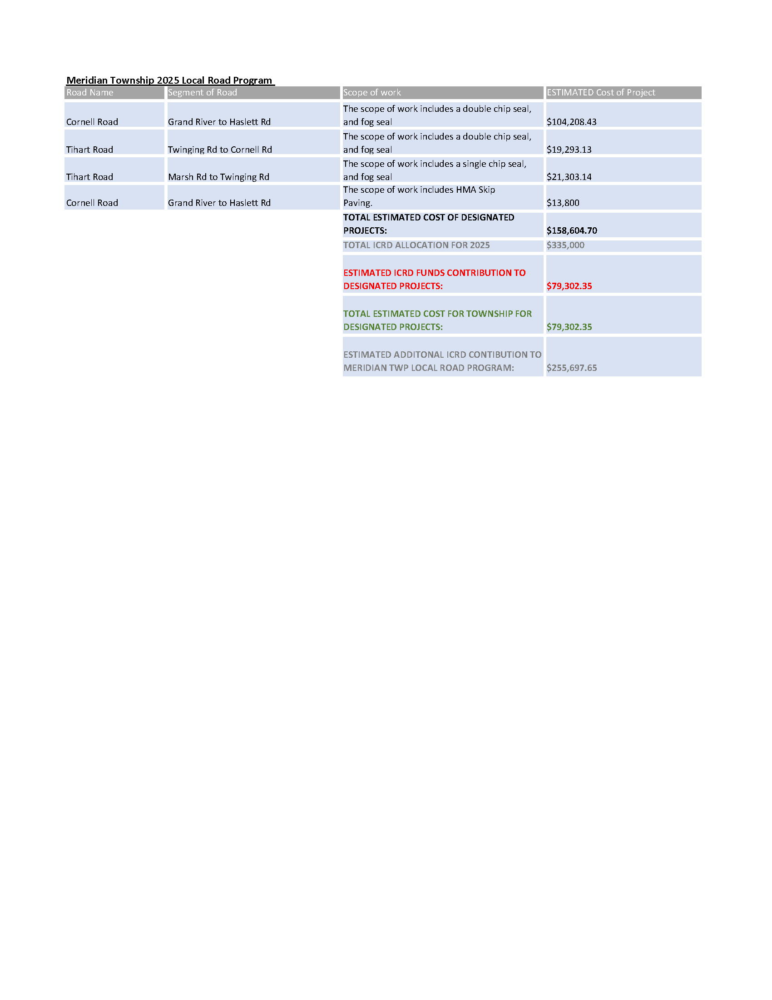 Meridian Township 2025 Local Road Program
Road Name Segment of Road Scope of work ESTIMATED Cost of Project
The scope of work includes a double chip seal,
Cornell Road Grand River to Haslett Rd and fog seal $104,208.43
The scope of work includes a double chip seal,
Tihart Road Twinging Rd to Cornell Rd and fog seal $19,293.13
The scope of work includes a single chip seal,
Tihart Road Marsh Rd to Twinging Rd and fog seal $21,303.14
The scope of work includes HMA Skip
Cornell Road Grand River to Haslett Rd Paving. $13,800
TOTAL ESTIMATED COST OF DESIGNATED
PROJECTS: $158,604.70
TOTAL ICRD ALLOCATION FOR 2025 $335,000
ESTIMATED ICRD FUNDS CONTRIBUTION TO
DESIGNATED PROJECTS: $79,302.35
TOTAL ESTIMATED COST FOR TOWNSHIP FOR
DESIGNATED PROJECTS: $79,302.35
ESTIMATED ADDITONAL ICRD CONTIBUTION TO
MERIDIAN TWP LOCAL ROAD PROGRAM: $255,697.65